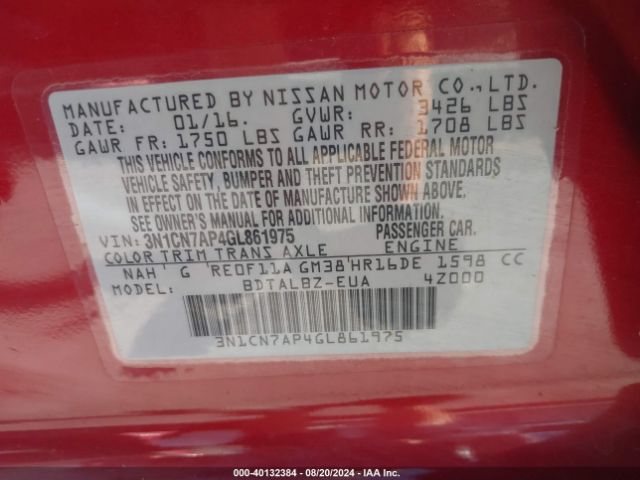 MANUFACTURED BY NISSAN MOTOR CO.,LTD.
DATE: 01/16. GVWR: 3426 LBS
GAWR FR: 1750 LBS GAWR RR: 1708 LBS
THIS VEHICLE CONFORMS TO ALL APPLICABLE FEDERAL MOTOR
VEHICLE SAFETY, BUMPER AND THEFT PREVENTION STANDARDS
IN EFFECT ON THE DATE OF MANUFACTURE SHOWN ABOVE.
SEE OWNER'S MANUAL FOR ADDITIONAL INFORMATION.
VIN: 3N1CN7AP4GL861975 PASSENGER CAR.
COLOR TRIM TRANS AXLE ENGINE
NAH' G 'RE0F11A GM38'HR16DE 1598 CC
MODEL: BDTALBZ-EUA 4Z000
3N1CN7AP4GL861975
000-40132384 - 08/20/2024 - IAA Inc.